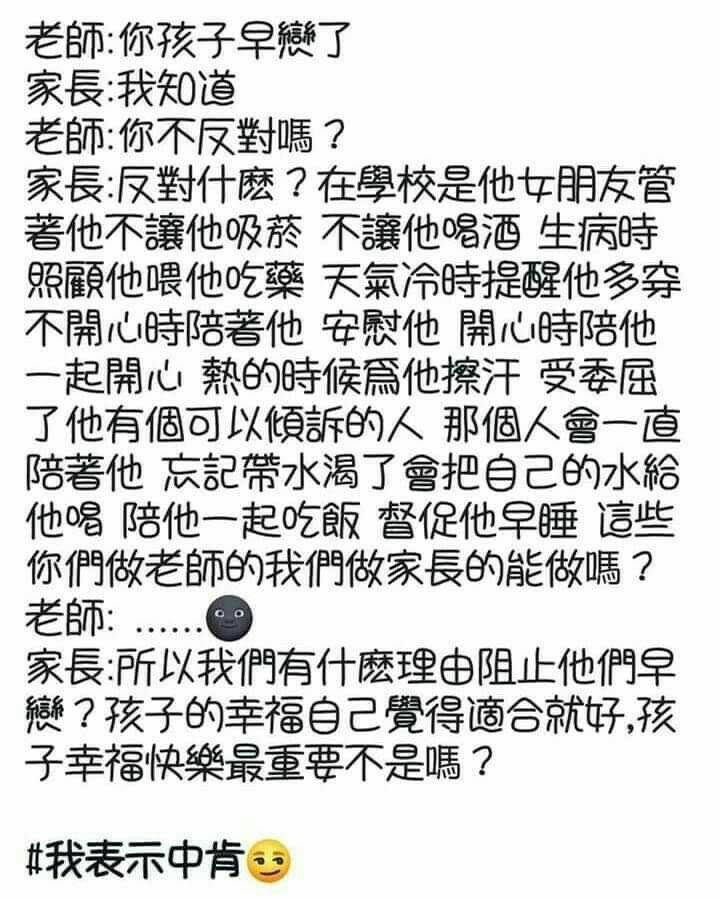 老師:你孩子早戀了
家長:我知道
老師:你不反對嗎？
家長:反對什麽？在學校是他女朋友管
著他不讓他吸菸 不讓他喝酒 生病時
照顧他喂他吃藥 天氣冷時提醒他多穿
不開心時陪著他 安慰他 開心時陪他
一起開心 熱的時候爲他擦汗 受委屈
了他有個可以傾訴的人 那個人會一直
陪著他 忘記帶水渴了會把自己的水給
他喝 陪他一起吃飯 督促他早睡 這些
你們做老師的我們做家長的能做嗎？
老師: ......🌚
家長:所以我們有什麽理由阻止他們早
戀？孩子的幸福自己覺得適合就好,孩
子幸福快樂最重要不是嗎？
#我表示中肯😏